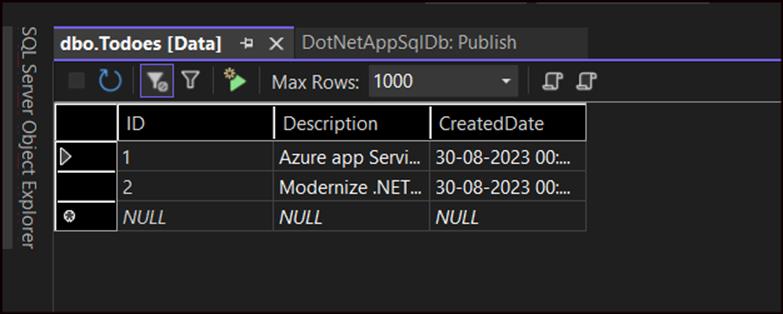 dbo.Todoes [Data]
DotNetAppSqlDb: Publish
SQL Server Object Explorer
Max Rows: 1000
ID Description CreatedDate
1 Azure app Servi... 30-08-2023 00:...
2 Modernize .NET... 30-08-2023 00:...
NULL NULL NULL